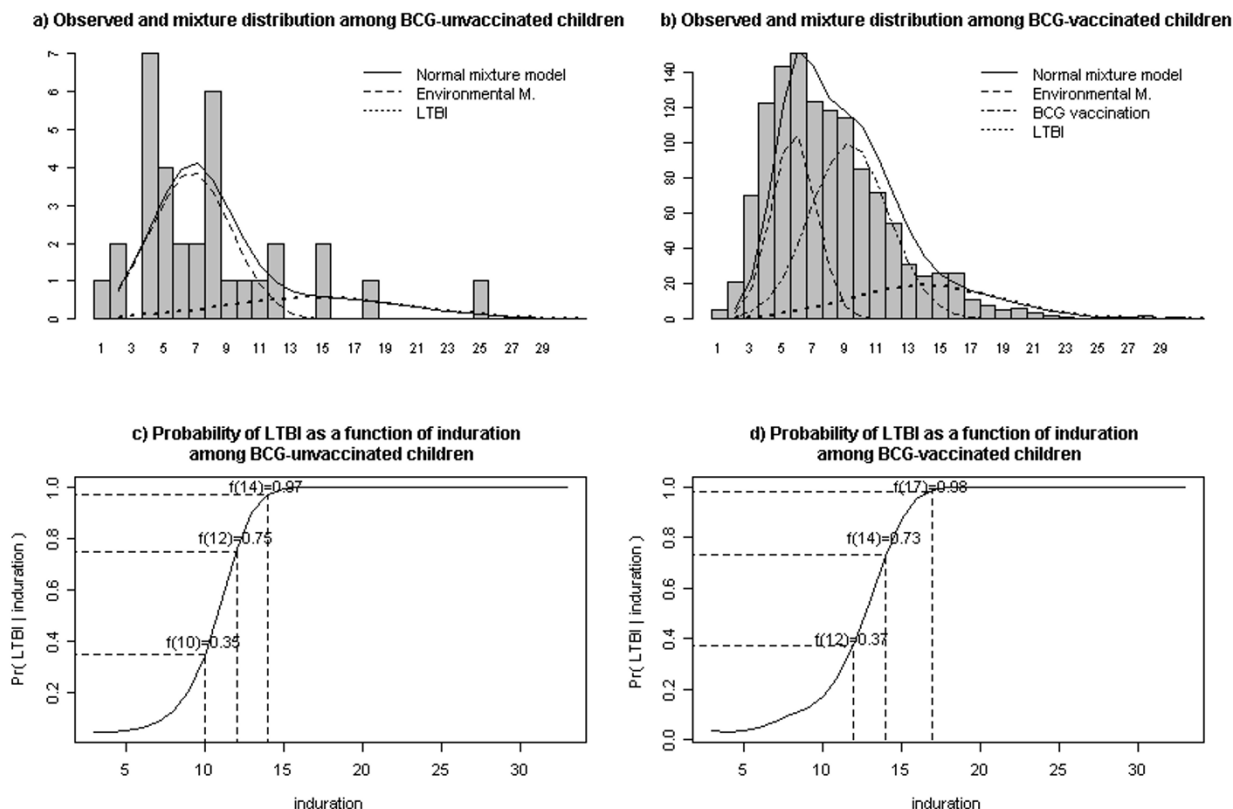 a) Observed and mixture distribution among BCG-unvaccinated children
7
6
5
4
3
2
1
0
Normal mixture model
Environmental M.
LTBI
1 3 5 7 9 11 13 15 17 19 21 23 25 27 29
b) Observed and mixture distribution among BCG-vaccinated children
140
120
100
80
60
40
20
0
Normal mixture model
Environmental M.
BCG vaccination
LTBI
1 3 5 7 9 11 13 15 17 19 21 23 25 27 29
c) Probability of LTBI as a function of induration
among BCG-unvaccinated children
Pr( LTBI | induration )
1.0
0.8
0.6
0.4
0.2
f(14)=0.97
f(12)=0.75
f(10)=0.35
5 10 15 20 25 30
induration
d) Probability of LTBI as a function of induration
among BCG-vaccinated children
Pr( LTBI | induration )
1.0
0.8
0.6
0.4
0.2
0.0
f(17)=0.98
f(14)=0.73
f(12)=0.37
5 10 15 20 25 30
induration